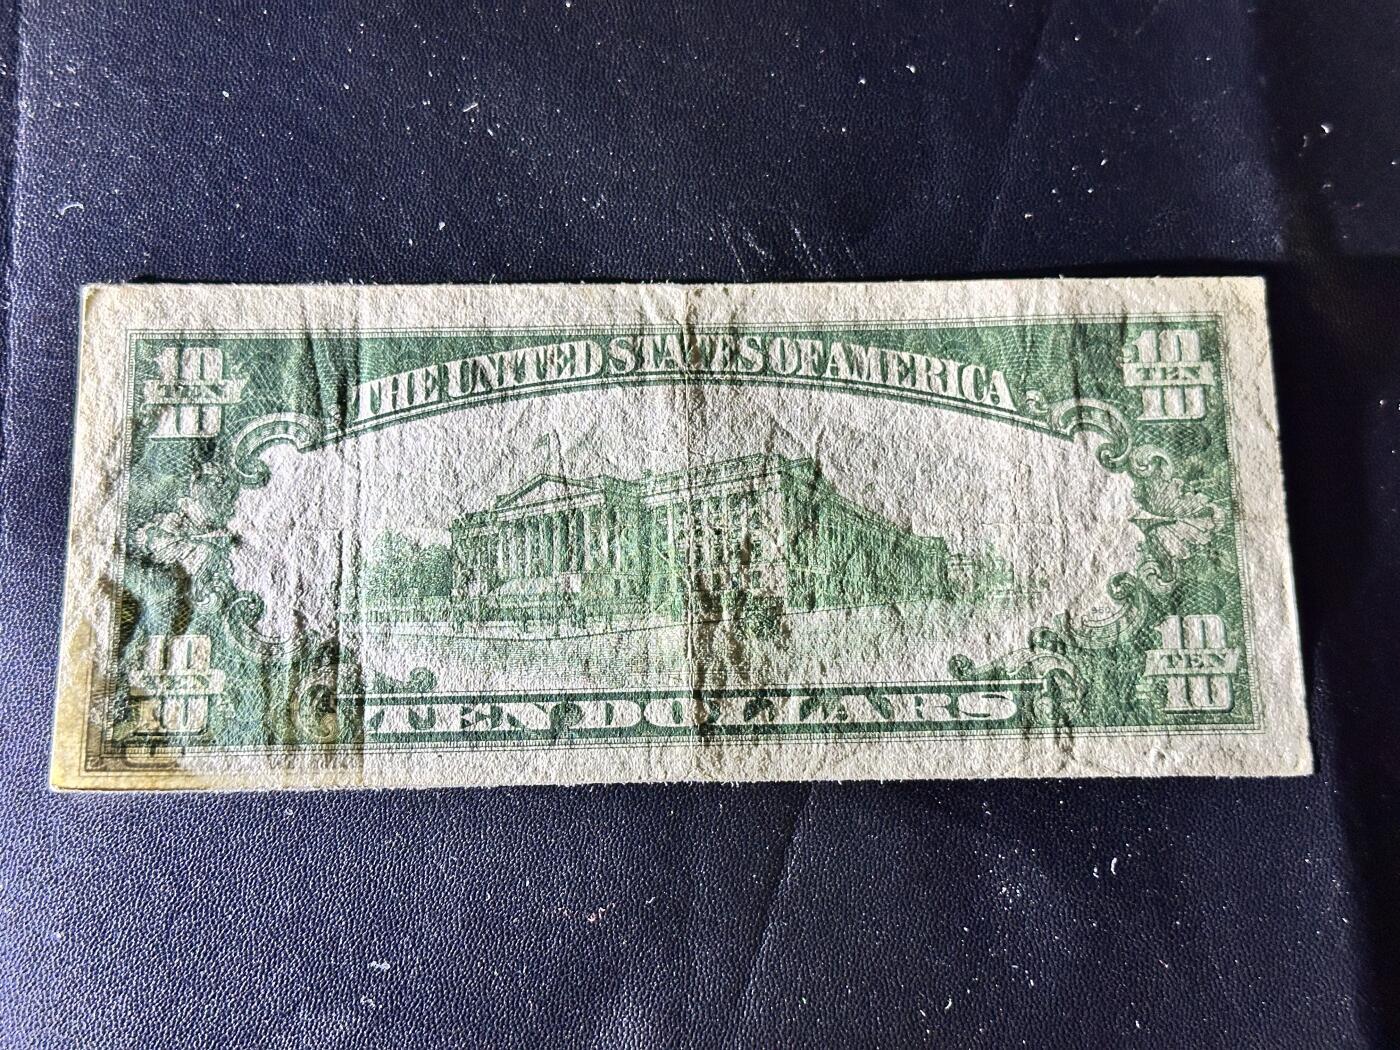 10 10
TEN TEN
10 10
THE UNITED STATES OF AMERICA
10 10
TEN TEN
10 10
TEN DOLLARS